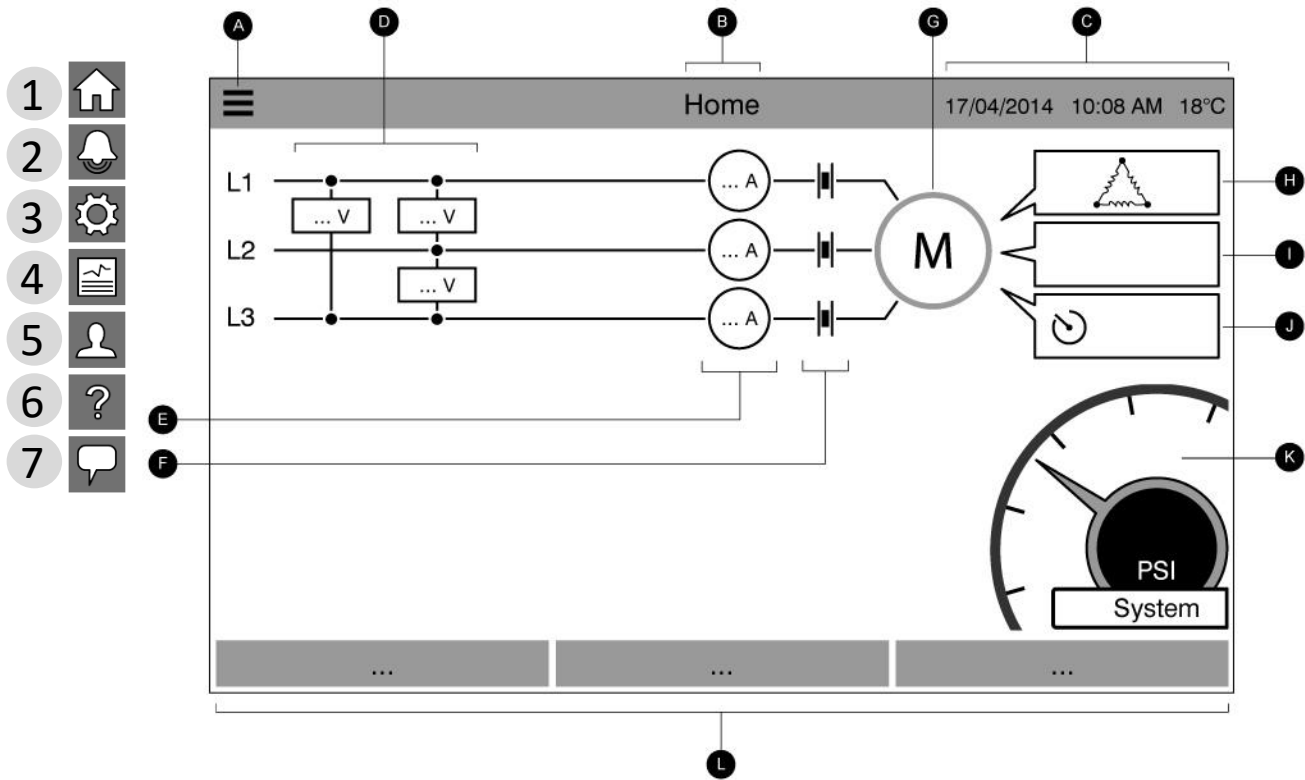 A
D
B
G
C
1
2
3
4
5
6
7
Home
17/04/2014 10:08 AM 18°C
L1
L2
L3
... V
... V
... V
... A
... A
... A
M
H
I
J
E
F
K
PSI
System
...
...
...
L
?